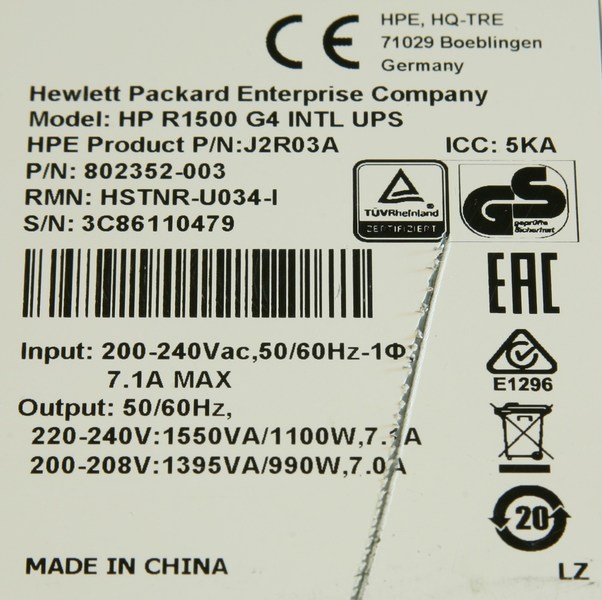 CE
HPE, HQ-TRE
71029 Boeblingen
Germany
Hewlett Packard Enterprise Company
Model: HP R1500 G4 INTL UPS
HPE Product P/N:J2R03A
ICC: 5KA
P/N: 802352-003
RMN: HSTNR-U034-I
S/N: 3C86110479
TÜVRheinland®
CERTIFIZIERT
GS
geprüfte
Sicherheit
EAC
Input: 200-240Vac,50/60Hz-1Φ,
7.1A MAX
E1296
Output: 50/60Hz,
220-240V:1550VA/1100W,7.1A
200-208V:1395VA/990W,7.0A
20
MADE IN CHINA
LZ